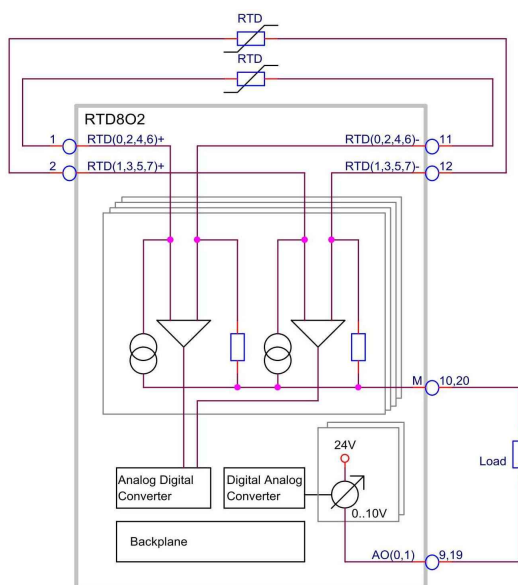 RTD
RTD
RTD8O2
1 RTD(0,2,4,6)+ RTD(0,2,4,6)- 11
2 RTD(1,3,5,7)+ RTD(1,3,5,7)- 12
M 10,20
24V
Load
Analog Digital
Converter
Digital Analog
Converter
0..10V
Backplane
AO(0,1) 9,19